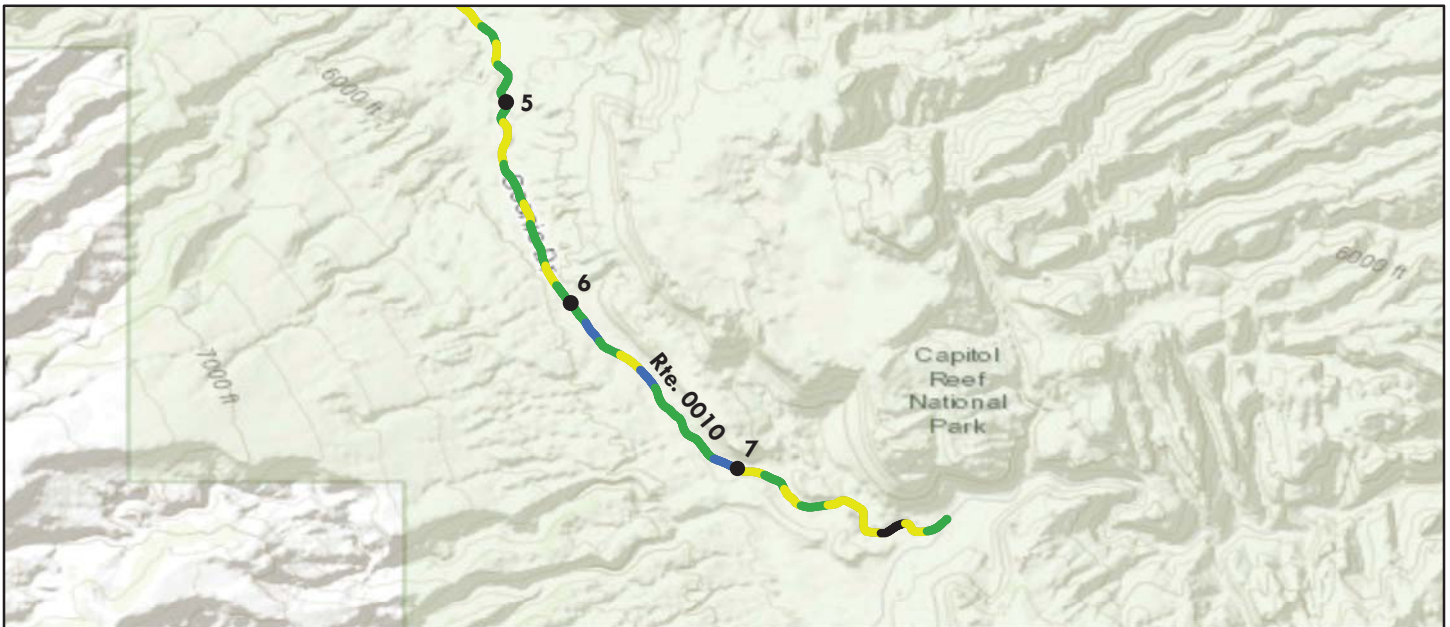 5
6000 ft
6
6000 ft
7000 ft
Rte. 0010
Capitol
Reef
National
Park
7